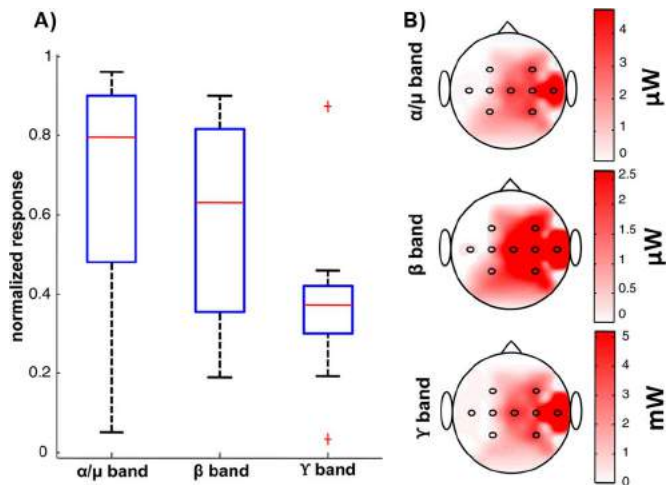 A)
B)
normalized response
1
0.8
0.6
0.4
0.2
0
α/μ band
β band
ϒ band
α/μ band
4
3
2
1
0
μW
β band
2.5
2
1.5
1
0.5
0
μW
ϒ band
5
4
3
2
1
0
mW